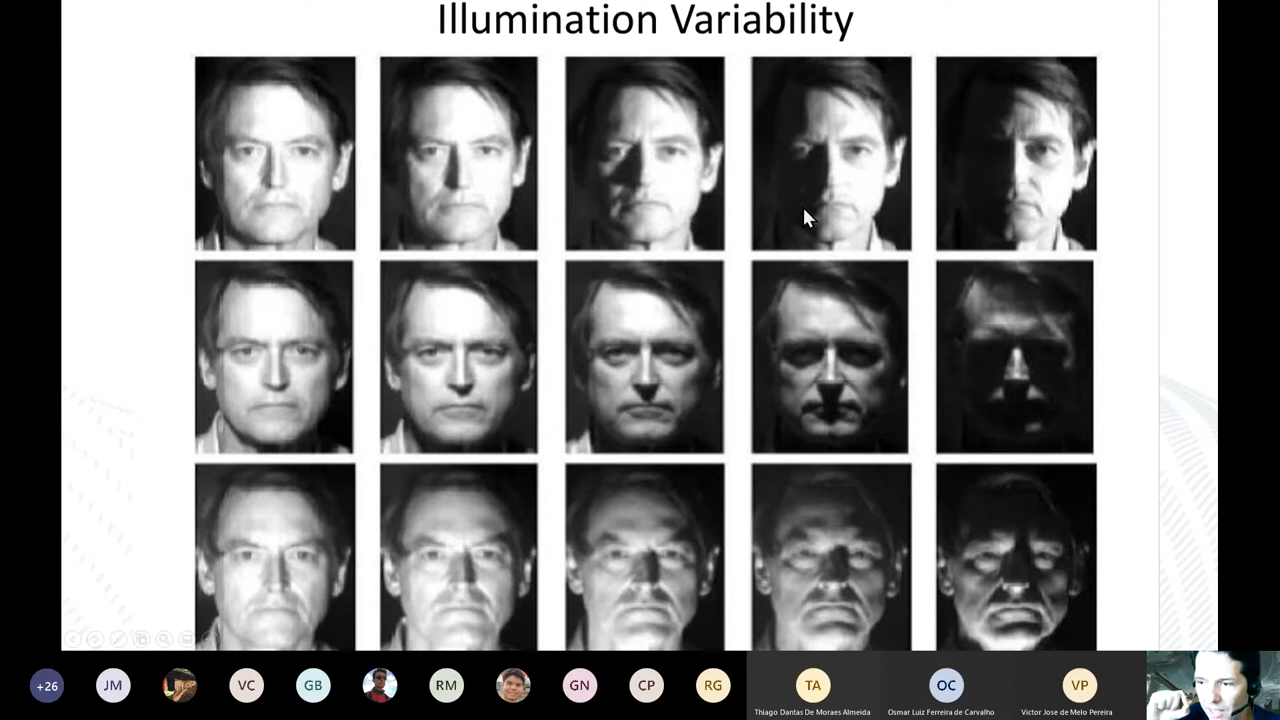 Illumination Variability
+26
JM
VC
GB
RM
GN
CP
RG
TA
OC
VP
Thiago Dantas De Moraes Almeida
Osmar Luiz Ferreira de Carvalho
Victor Jose de Melo Pereira